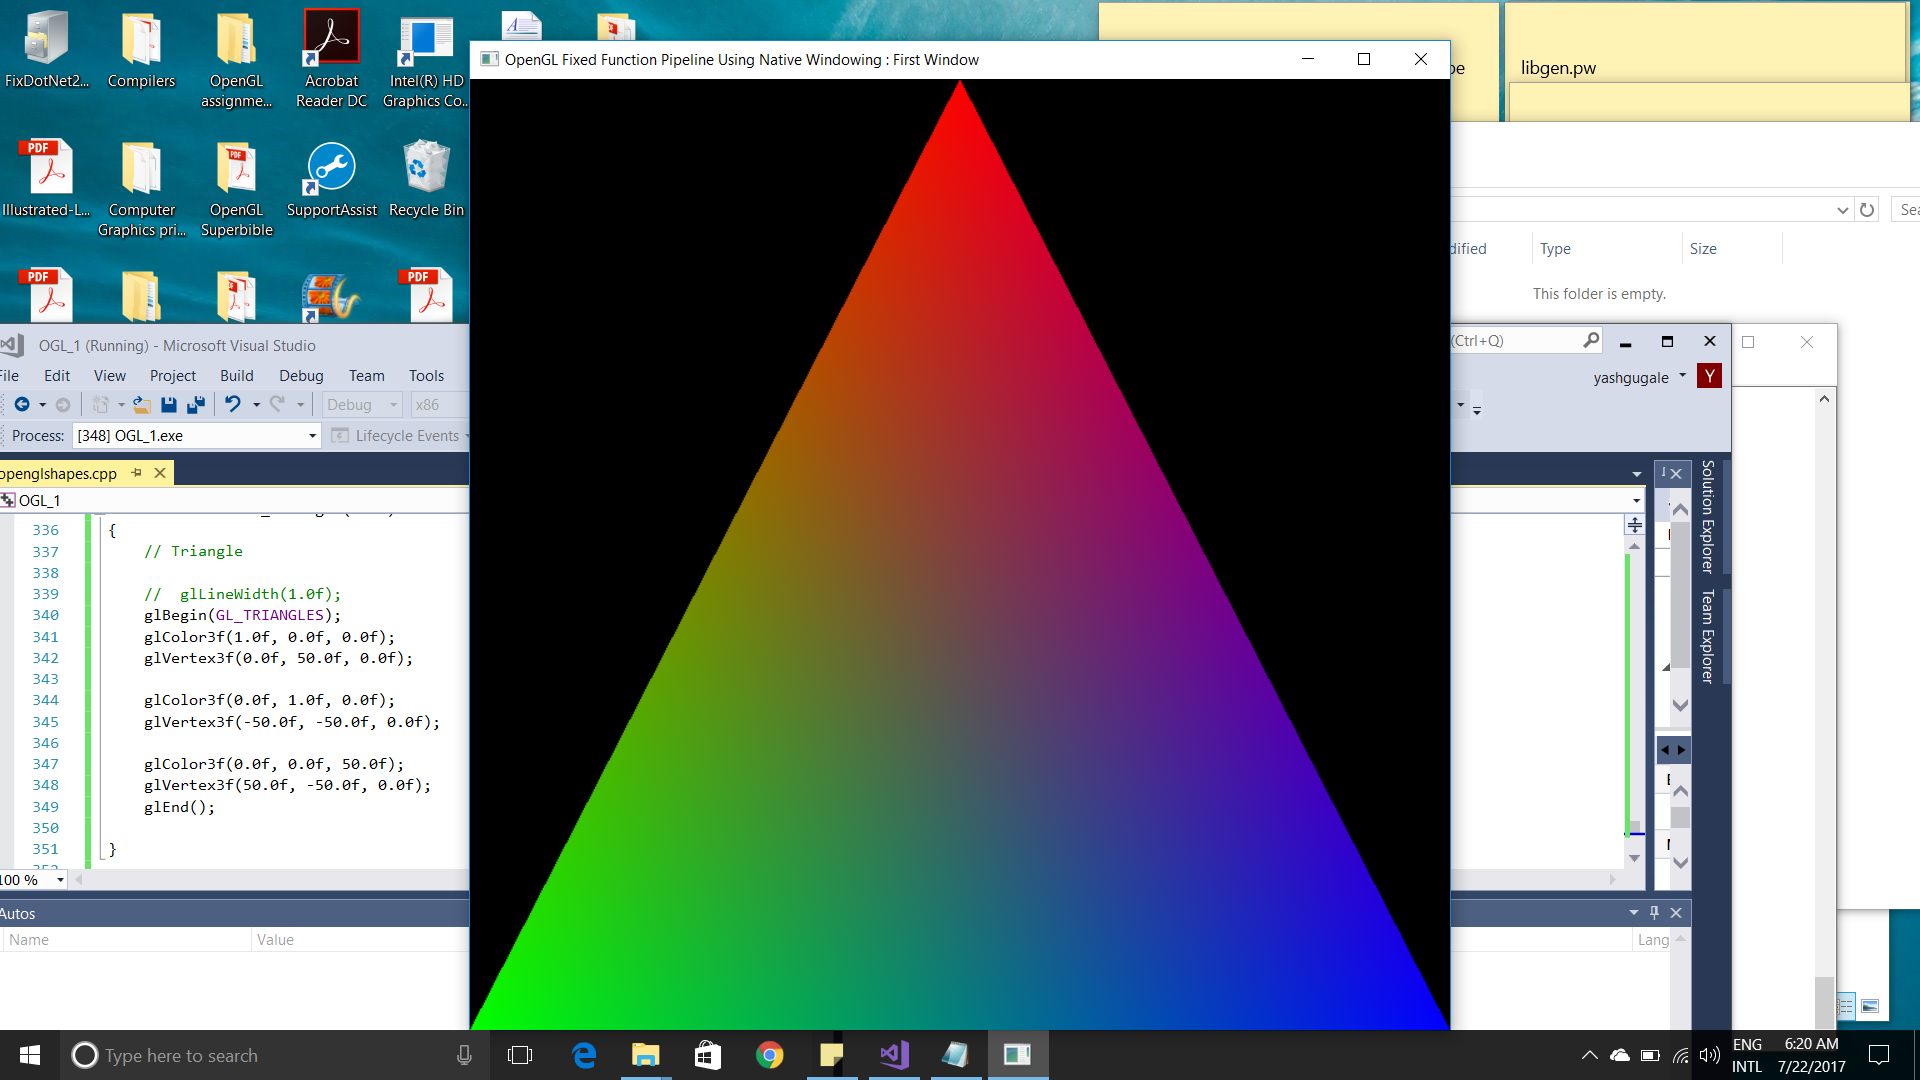 FixDotNet2...
Compilers
OpenGL assignme...
Acrobat Reader DC
Intel(R) HD Graphics Co...
Illustrated-L...
Computer Graphics pri...
OpenGL Superbible
SupportAssist
Recycle Bin
PDF
PDF
PDF
OpenGL Fixed Function Pipeline Using Native Windowing : First Window
libgen.pw
Sea
dified
Type
Size
This folder is empty.
OGL_1 (Running) - Microsoft Visual Studio
(Ctrl+Q)
File Edit View Project Build Debug Team Tools
yashgugale
Y
Debug
x86
Process: [348] OGL_1.exe
Lifecycle Events
openglshapes.cpp
OGL_1
336 {
337 // Triangle
338
339 // glLineWidth(1.0f);
340 glBegin(GL_TRIANGLES);
341 glColor3f(1.0f, 0.0f, 0.0f);
342 glVertex3f(0.0f, 50.0f, 0.0f);
343
344 glColor3f(0.0f, 1.0f, 0.0f);
345 glVertex3f(-50.0f, -50.0f, 0.0f);
346
347 glColor3f(0.0f, 0.0f, 50.0f);
348 glVertex3f(50.0f, -50.0f, 0.0f);
349 glEnd();
350
351 }
100 %
Solution Explorer
Team Explorer
Autos
Name
Value
Lang
Type here to search
ENG
INTL
6:20 AM
7/22/2017